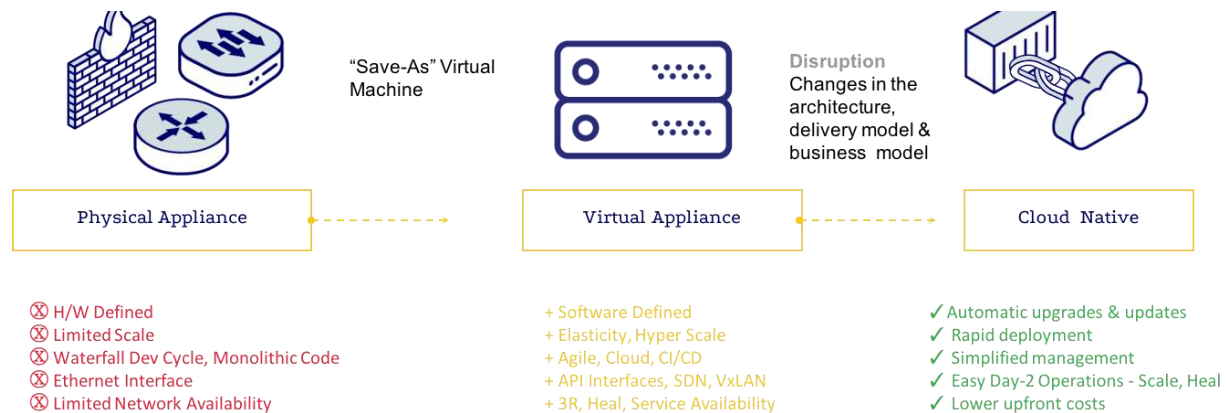 “Save-As” Virtual
Machine
Disruption
Changes in the
architecture,
delivery model &
business model
Physical Appliance
Virtual Appliance
Cloud Native
H/W Defined
Limited Scale
Waterfall Dev Cycle, Monolithic Code
Ethernet Interface
Limited Network Availability
+ Software Defined
+ Elasticity, Hyper Scale
+ Agile, Cloud, CI/CD
+ API Interfaces, SDN, VxLAN
+ 3R, Heal, Service Availability
✓ Automatic upgrades & updates
✓ Rapid deployment
✓ Simplified management
✓ Easy Day-2 Operations - Scale, Heal
✓ Lower upfront costs